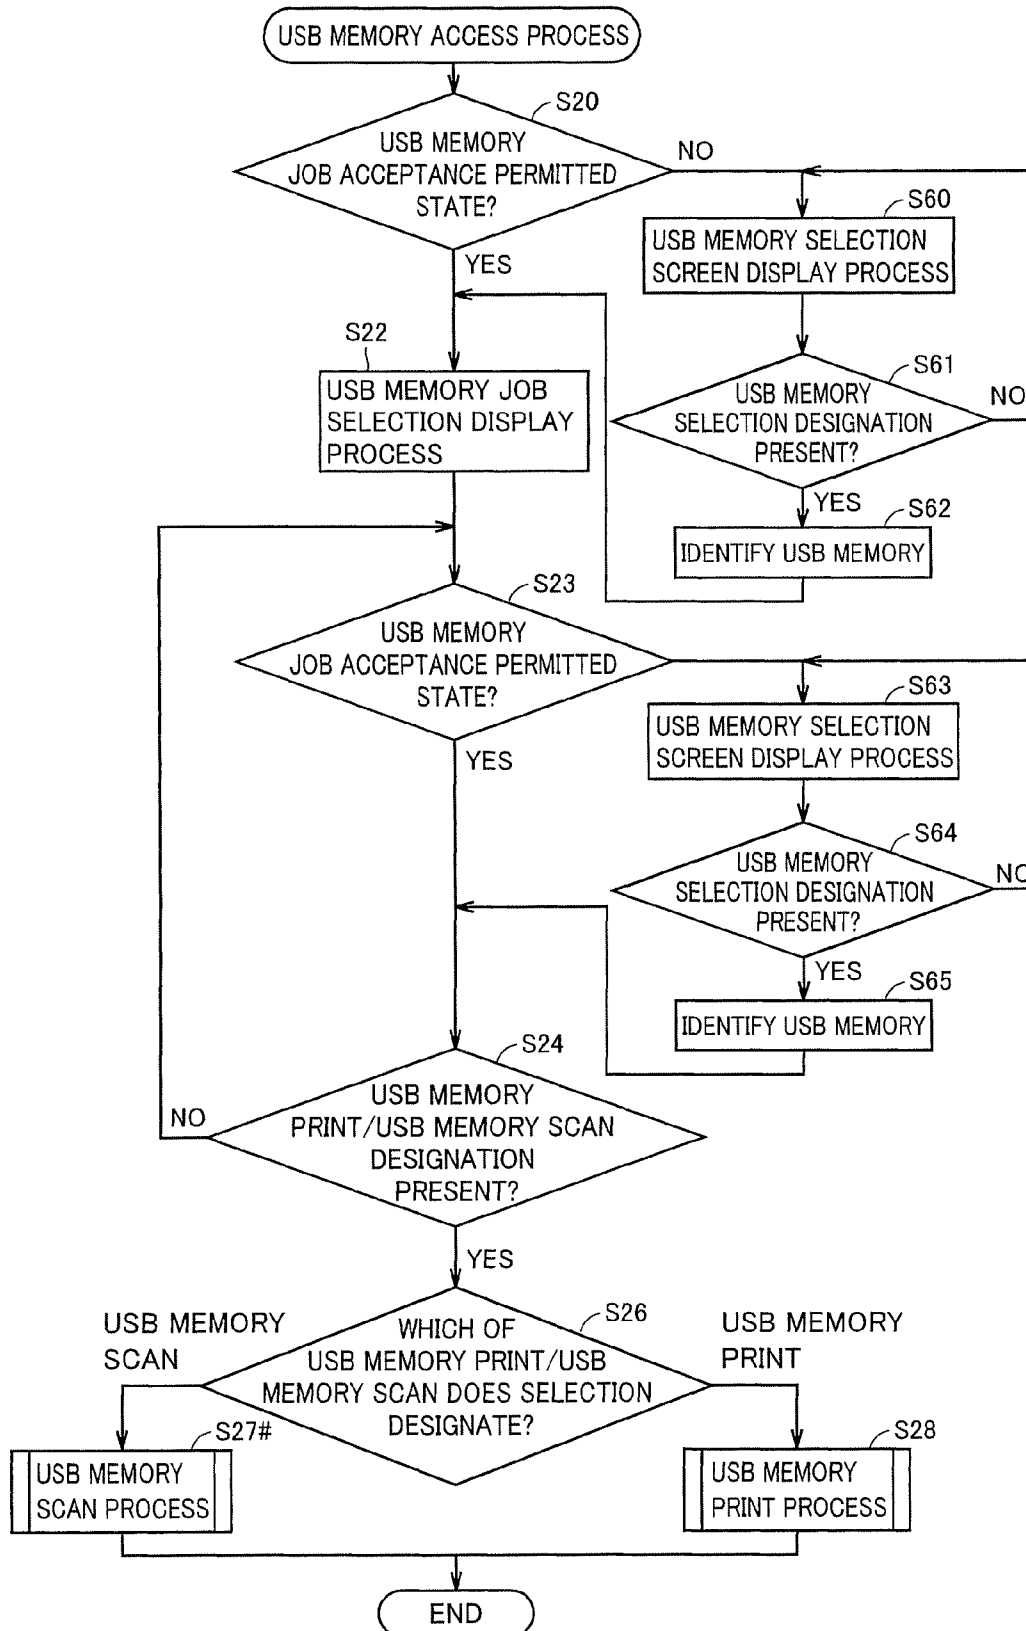 USB MEMORY ACCESS PROCESS
S20
USB MEMORY
JOB ACCEPTANCE PERMITTED
STATE?
NO
YES
S60
USB MEMORY SELECTION
SCREEN DISPLAY PROCESS
S22
USB MEMORY JOB
SELECTION DISPLAY
PROCESS
S61
USB MEMORY
SELECTION DESIGNATION
PRESENT?
NO
YES
S62
IDENTIFY USB MEMORY
S23
USB MEMORY
JOB ACCEPTANCE PERMITTED
STATE?
YES
S63
USB MEMORY SELECTION
SCREEN DISPLAY PROCESS
S64
USB MEMORY
SELECTION DESIGNATION
PRESENT?
NO
YES
S65
IDENTIFY USB MEMORY
S24
USB MEMORY
PRINT/USB MEMORY SCAN
DESIGNATION
PRESENT?
NO
YES
S26
WHICH OF
USB MEMORY PRINT/USB
MEMORY SCAN DOES SELECTION
DESIGNATE?
USB MEMORY
SCAN
USB MEMORY
PRINT
S27#
USB MEMORY
SCAN PROCESS
S28
USB MEMORY
PRINT PROCESS
END